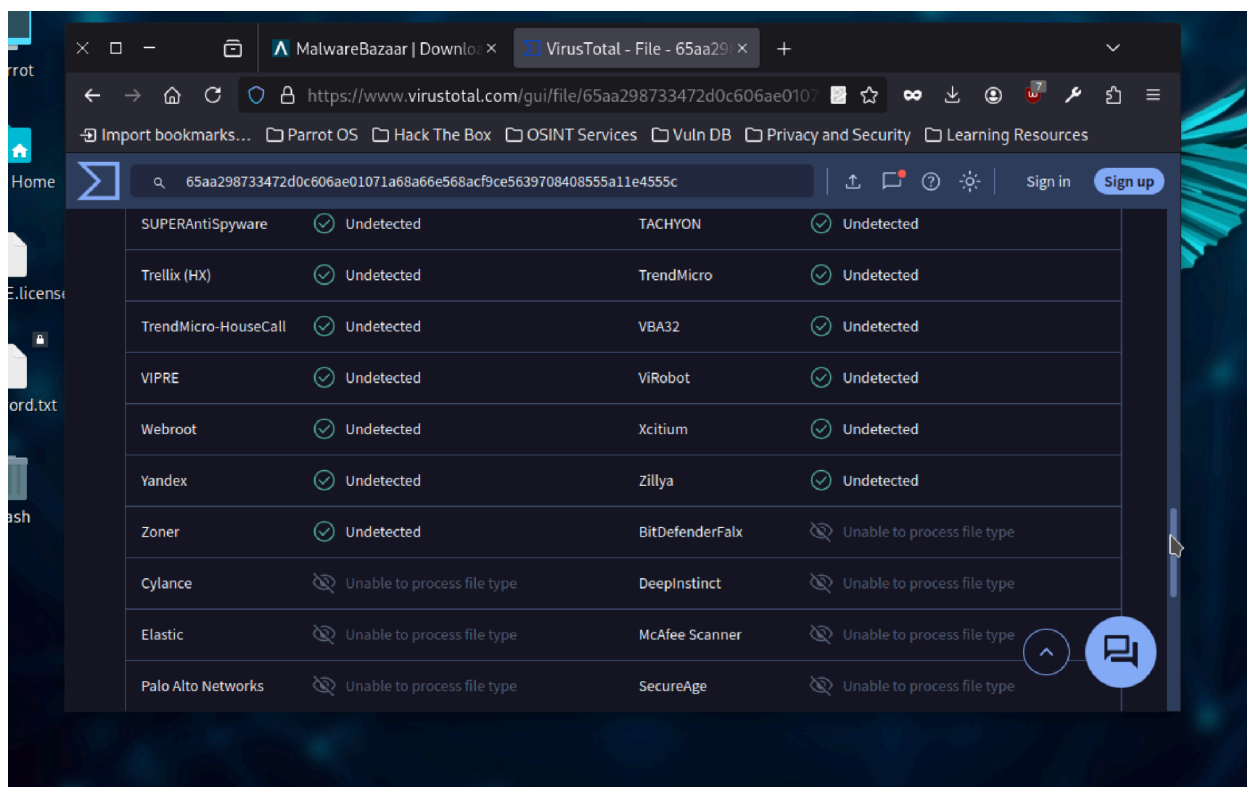 MalwareBazaar | Downloa
VirusTotal - File - 65aa29
rrot
https://www.virustotal.com/gui/file/65aa298733472d0c606ae0107
7
Import bookmarks… Parrot OS Hack The Box OSINT Services Vuln DB Privacy and Security Learning Resources
Home
65aa298733472d0c606ae01071a68a66e568acf9ce5639708408555a11e4555c
Sign in Sign up
SUPERAntiSpyware Undetected TACHYON Undetected
Trellix (HX) Undetected TrendMicro Undetected
E.license
TrendMicro-HouseCall Undetected VBA32 Undetected
VIPRE Undetected ViRobot Undetected
ord.txt
Webroot Undetected Xcitium Undetected
Yandex Undetected Zillya Undetected
ash
Zoner Undetected BitDefenderFalx Unable to process file type
Cylance Unable to process file type DeepInstinct Unable to process file type
Elastic Unable to process file type McAfee Scanner Unable to process file type
Palo Alto Networks Unable to process file type SecureAge Unable to process file type